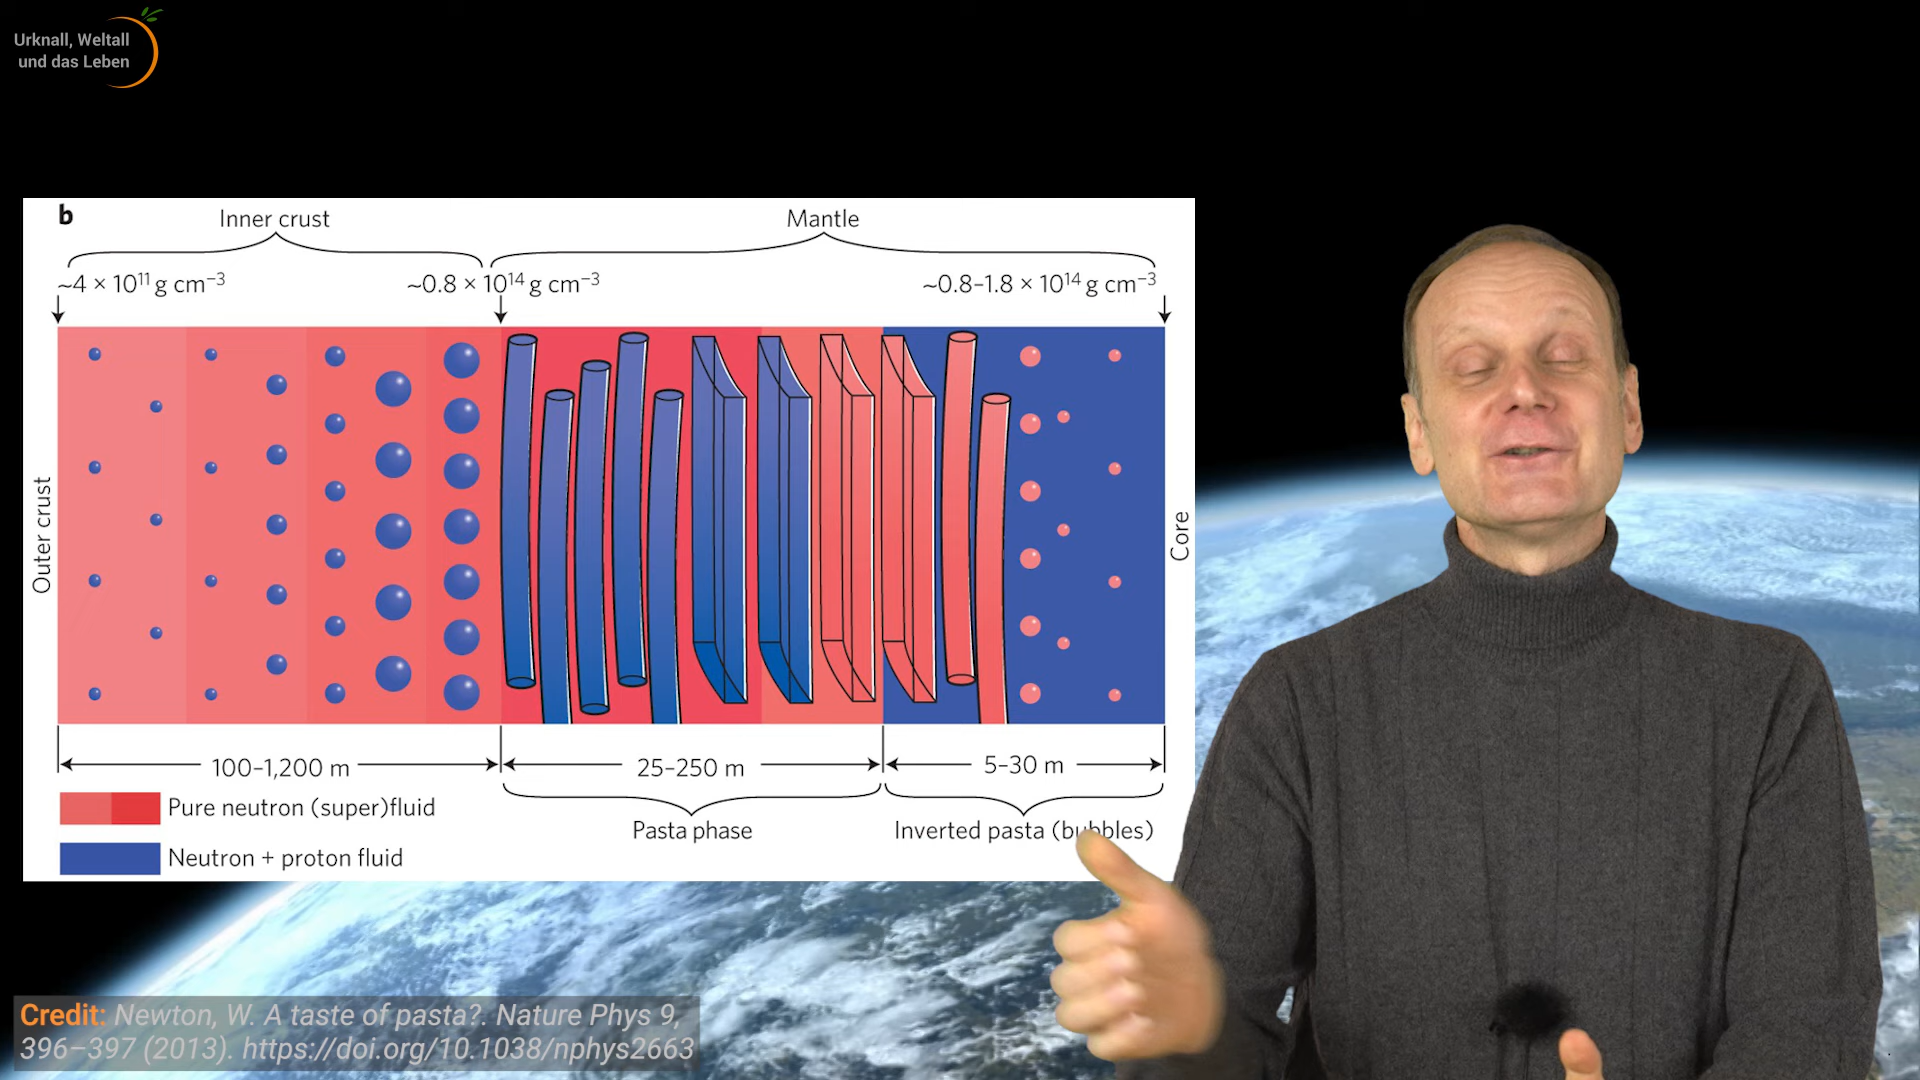 Urknall, Weltall
und das Leben
b
Inner crust
Mantle
~4 × 10¹¹ g cm⁻³
~0.8 × 10¹⁴ g cm⁻³
~0.8–1.8 × 10¹⁴ g cm⁻³
Outer crust
Core
100–1,200 m
25–250 m
5–30 m
Pure neutron (super)fluid
Pasta phase
Inverted pasta (bubbles)
Neutron + proton fluid
Credit: Newton, W. A taste of pasta?. Nature Phys 9,
396–397 (2013). https://doi.org/10.1038/nphys2663